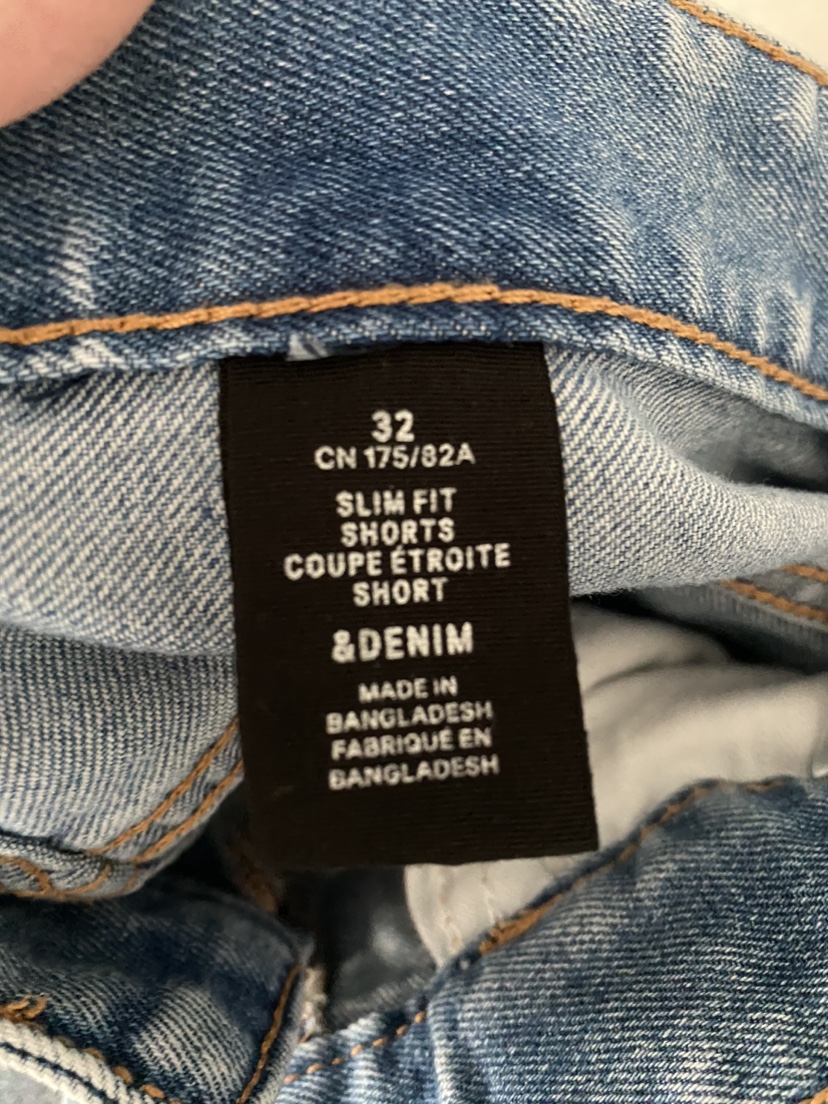 32
CN 175/82A
SLIM FIT
SHORTS
COUPE ÉTROITE
SHORT
&DENIM
MADE IN
BANGLADESH
FABRIQUÉ EN
BANGLADESH